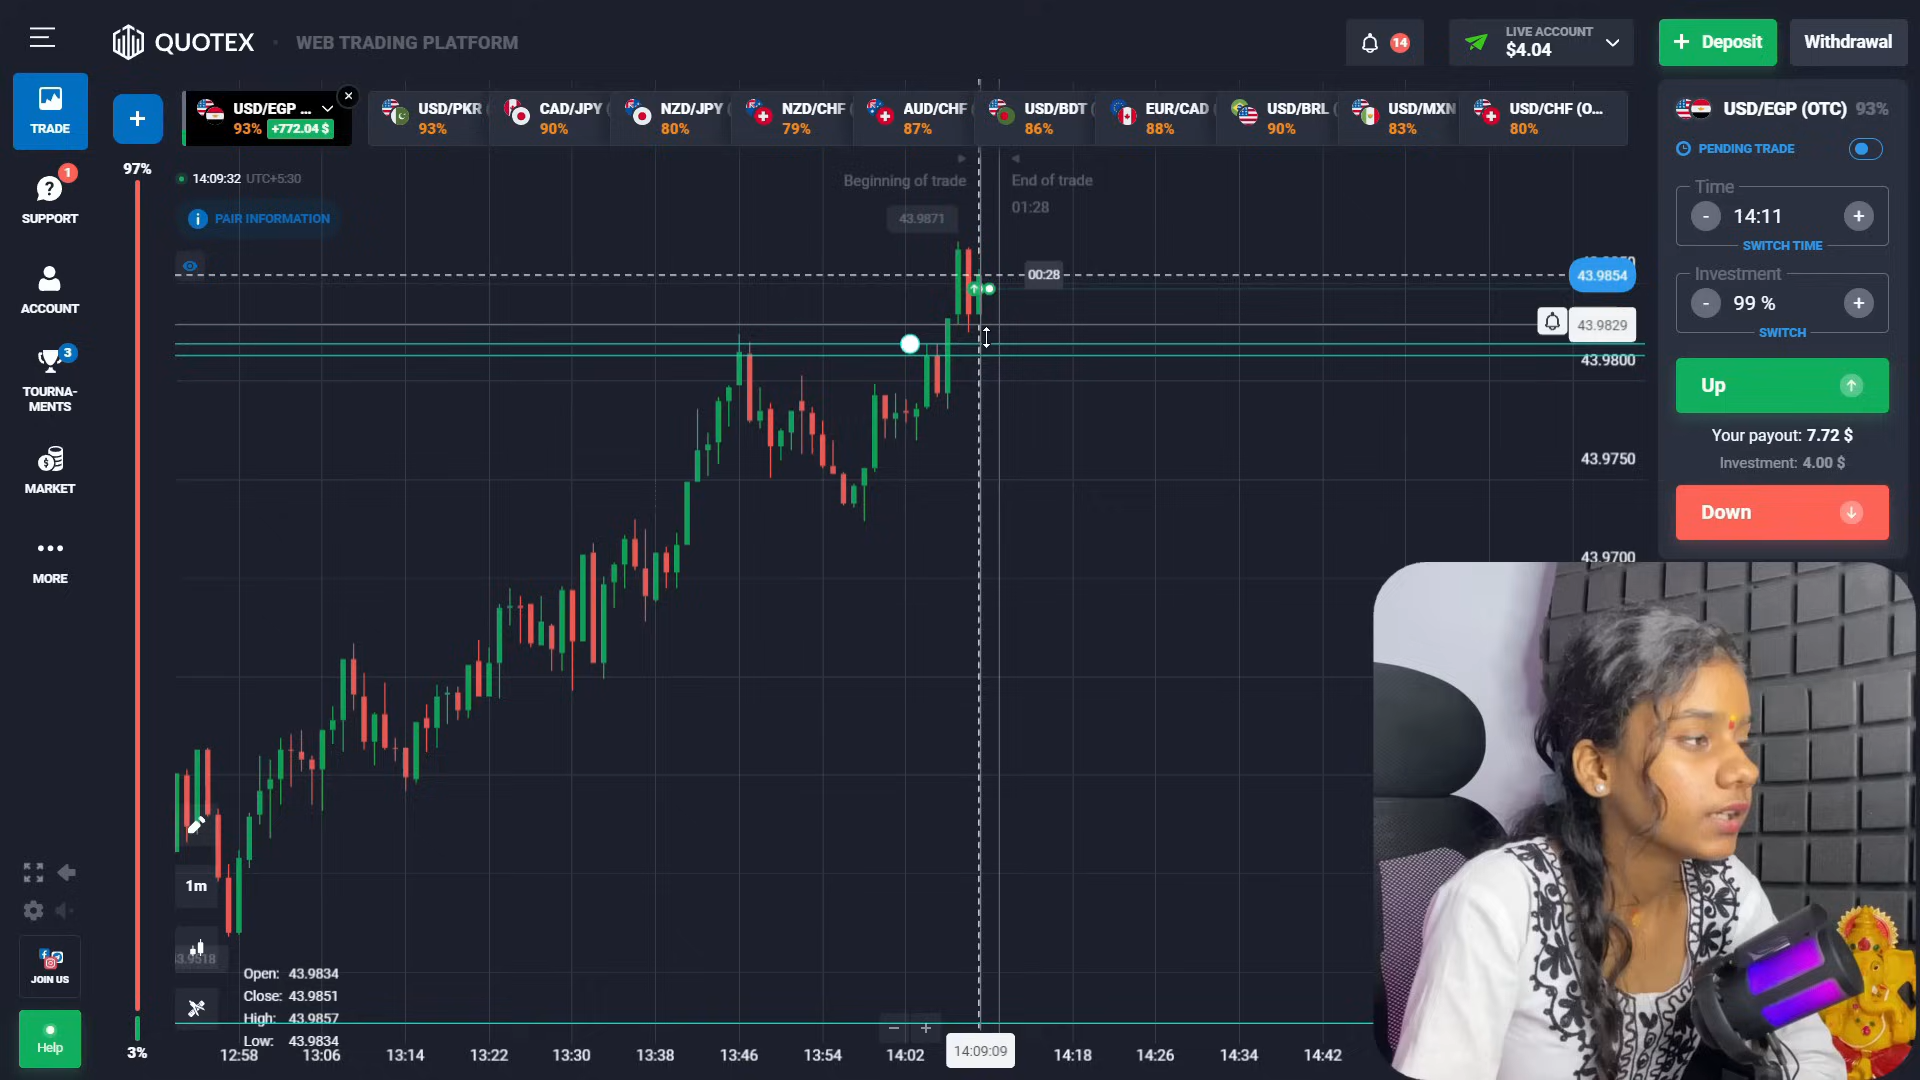 QUOTEX
WEB TRADING PLATFORM
14
LIVE ACCOUNT
$4.04
Deposit
Withdrawal
TRADE
USD/EGP ...
93% +772.04 $
USD/PKR
93%
CAD/JPY
90%
NZD/JPY
80%
NZD/CHF
79%
AUD/CHF
87%
USD/BDT
86%
EUR/CAD
88%
USD/BRL
90%
USD/MXN
83%
USD/CHF (O...
80%
USD/EGP (OTC) 93%
PENDING TRADE
Time
- 14:11 +
SWITCH TIME
Investment
- 99 % +
SWITCH
Up
Your payout: 7.72 $
Investment: 4.00 $
Down
1
SUPPORT
ACCOUNT
3
TOURNA-
MENTS
MARKET
MORE
JOIN US
Help
97%
3%
14:09:32 UTC+5:30
PAIR INFORMATION
Beginning of trade
End of trade
01:28
43.9871
00:28
43.9854
43.9829
43.9800
43.9750
43.9700
1m
43.9518
Open: 43.9834
Close: 43.9851
High: 43.9857
Low: 43.9834
12:58
13:06
13:14
13:22
13:30
13:38
13:46
13:54
14:02
14:09:09
14:18
14:26
14:34
14:42